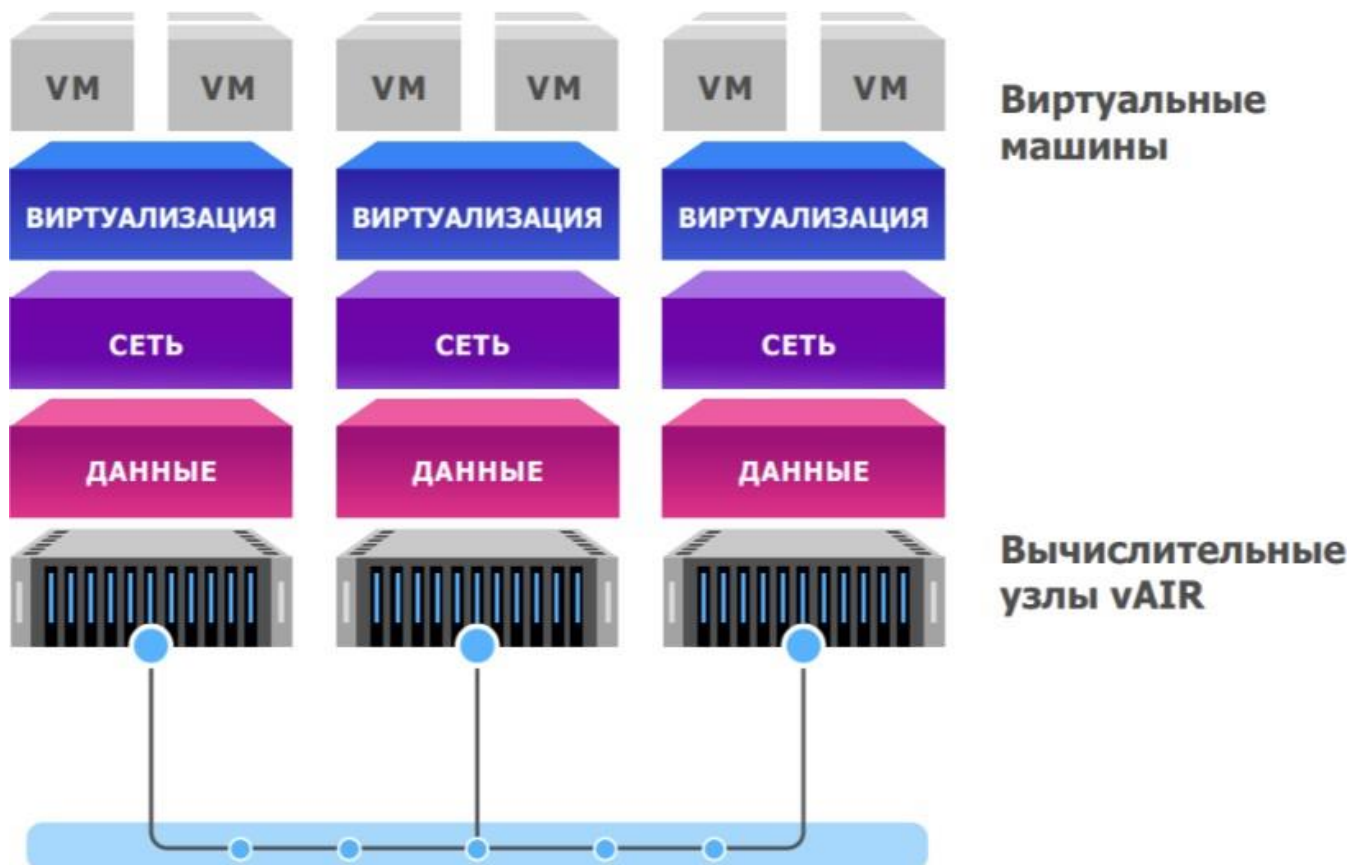 VM VM VM VM VM VM
Виртуальные
машины
ВИРТУАЛИЗАЦИЯ ВИРТУАЛИЗАЦИЯ ВИРТУАЛИЗАЦИЯ
СЕТЬ СЕТЬ СЕТЬ
ДАННЫЕ ДАННЫЕ ДАННЫЕ
Вычислительные
узлы vAIR